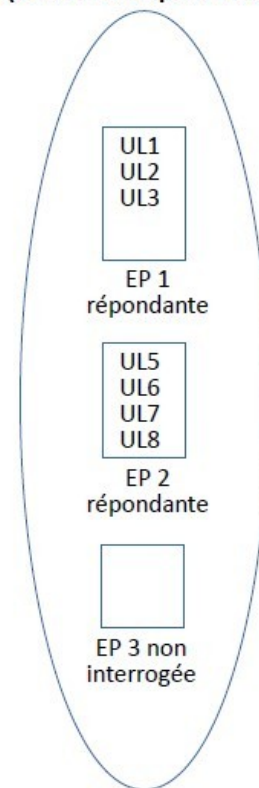 UL1
UL2
UL3
EP 1
répondante
UL5
UL6
UL7
UL8
EP 2
répondante
EP 3 non
interrogée